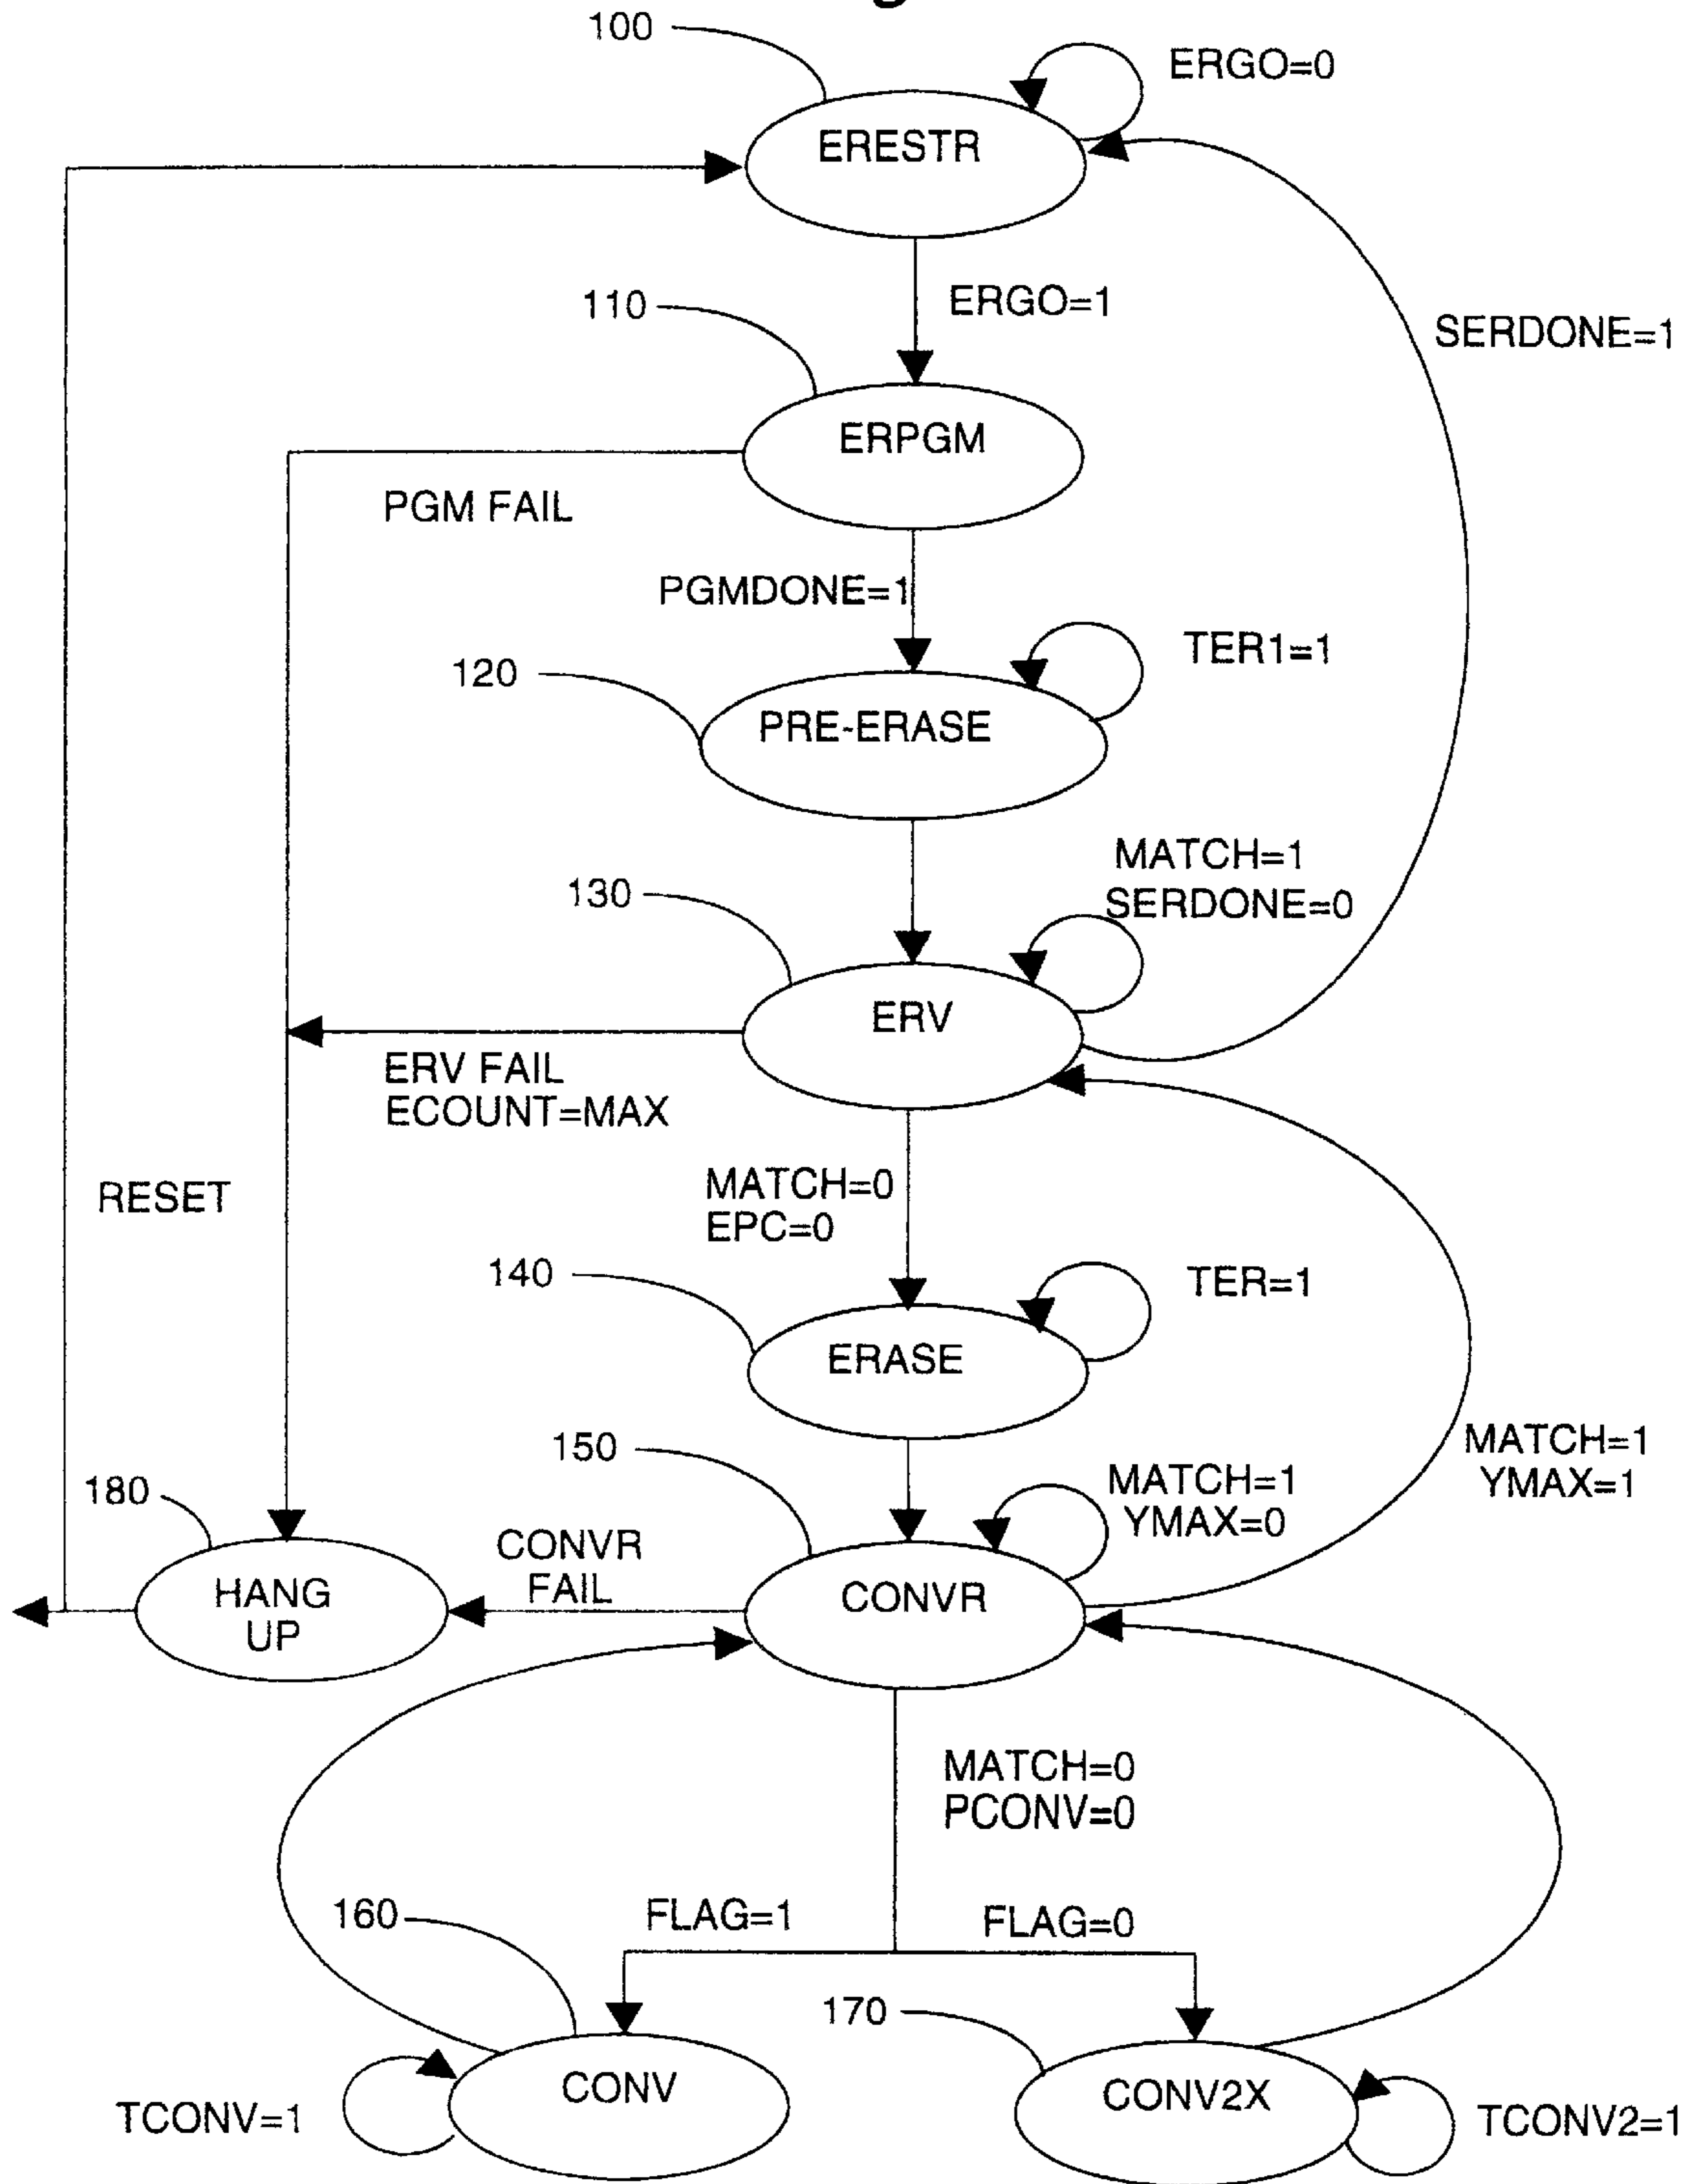 100
ERGO=0
ERESTR
110
ERGO=1
SERDONE=1
ERPGM
PGM FAIL
PGMDONE=1
120
TER1=1
PRE-ERASE
MATCH=1
SERDONE=0
130
ERV
ERV FAIL
ECOUNT=MAX
RESET
MATCH=0
EPC=0
140
TER=1
ERASE
150
MATCH=1
YMAX=0
MATCH=1
YMAX=1
180
CONVR
FAIL
HANG
UP
CONVR
MATCH=0
PCONV=0
160
FLAG=1
FLAG=0
170
CONV
CONV2X
TCONV=1
TCONV2=1